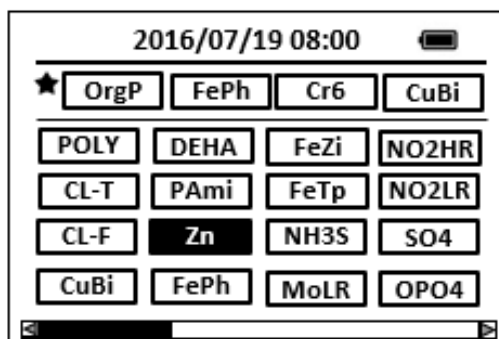 2016/07/19 08:00
OrgP FePh Cr6 CuBi
POLY DEHA FeZi NO2HR
CL-T PAmi FeTp NO2LR
CL-F Zn NH3S SO4
CuBi FePh MoLR OPO4